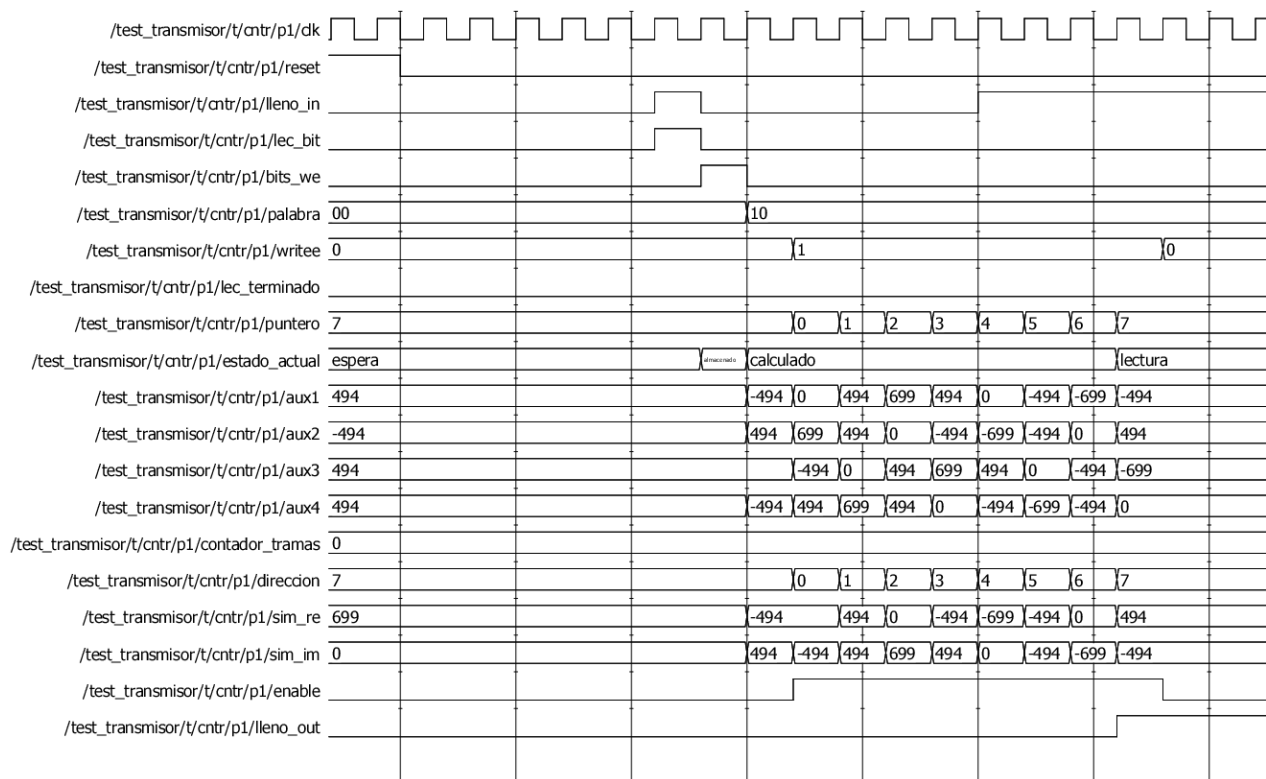 /test_transmisor/t/cntr/p1/clk
/test_transmisor/t/cntr/p1/reset
/test_transmisor/t/cntr/p1/lleno_in
/test_transmisor/t/cntr/p1/lec_bit
/test_transmisor/t/cntr/p1/bits_we
/test_transmisor/t/cntr/p1/palabra 00 10
/test_transmisor/t/cntr/p1/writee 0 1 0
/test_transmisor/t/cntr/p1/lec_terminado
/test_transmisor/t/cntr/p1/puntero 7 0 1 2 3 4 5 6 7
/test_transmisor/t/cntr/p1/estado_actual espera almacenado calculado lectura
/test_transmisor/t/cntr/p1/aux1 494 -494 0 494 699 494 0 -494 -699 -494
/test_transmisor/t/cntr/p1/aux2 -494 494 699 494 0 -494 -699 -494 0 494
/test_transmisor/t/cntr/p1/aux3 494 -494 0 494 699 494 0 -494 -699
/test_transmisor/t/cntr/p1/aux4 494 -494 494 699 494 0 -494 -699 -494 0
/test_transmisor/t/cntr/p1/contador_tramas 0
/test_transmisor/t/cntr/p1/direccion 7 0 1 2 3 4 5 6 7
/test_transmisor/t/cntr/p1/sim_re 699 -494 494 0 -494 -699 -494 0 494
/test_transmisor/t/cntr/p1/sim_im 0 494 -494 494 699 494 0 -494 -699 -494
/test_transmisor/t/cntr/p1/enable
/test_transmisor/t/cntr/p1/lleno_out